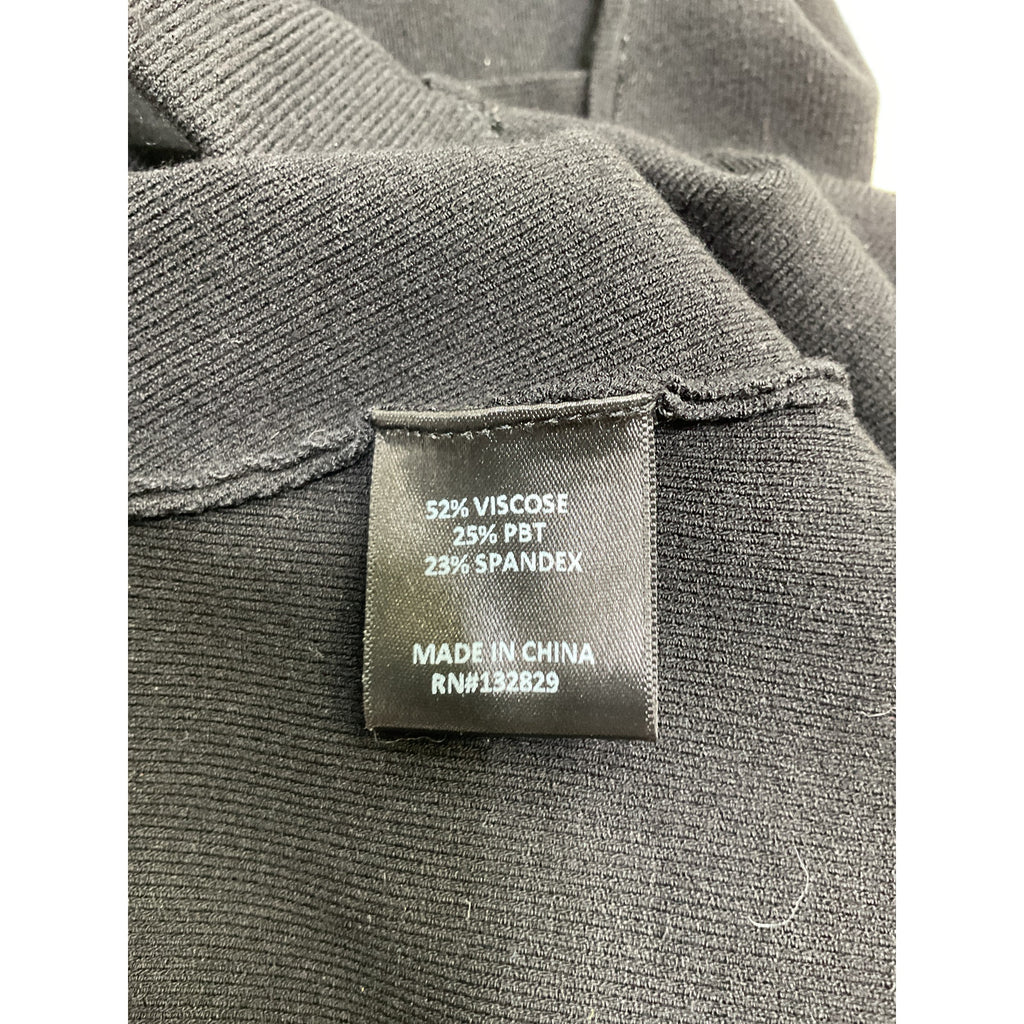 52% VISCOSE
25% PBT
23% SPANDEX
MADE IN CHINA
RN#132829